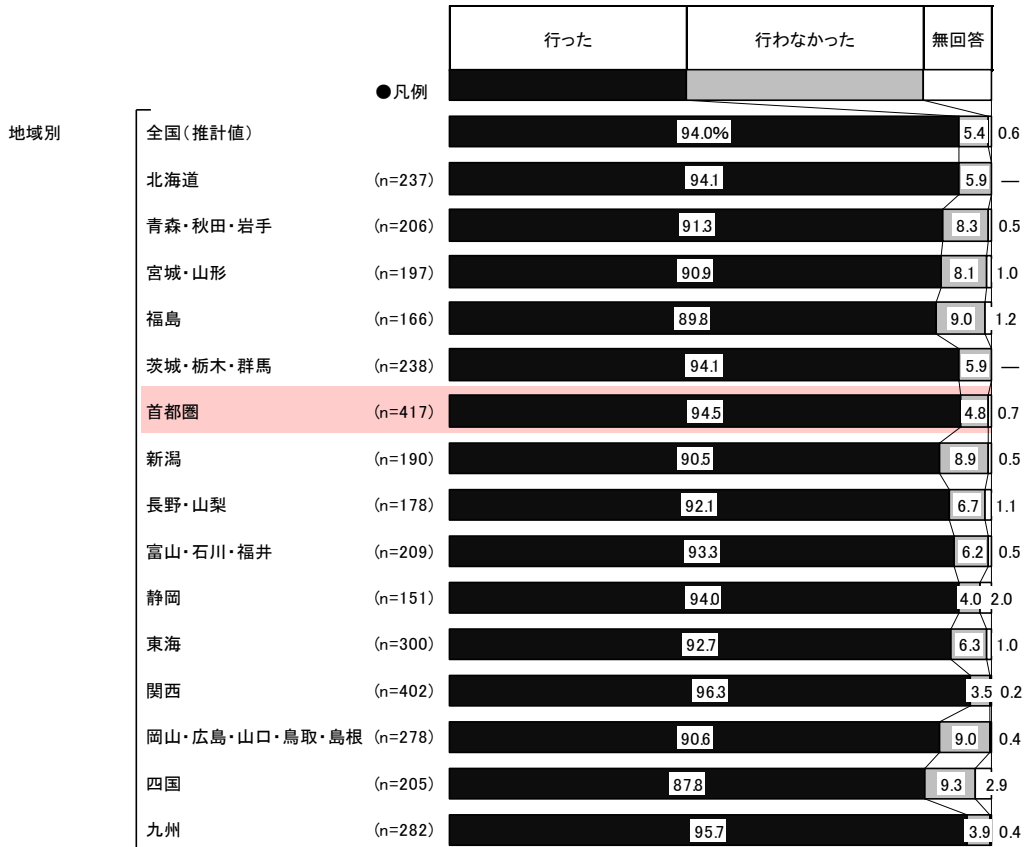 行った 行わなかった 無回答
●凡例
地域別 全国(推計値) 94.0% 5.4 0.6
北海道 (n=237) 94.1 5.9 ―
青森・秋田・岩手 (n=206) 91.3 8.3 0.5
宮城・山形 (n=197) 90.9 8.1 1.0
福島 (n=166) 89.8 9.0 1.2
茨城・栃木・群馬 (n=238) 94.1 5.9 ―
首都圏 (n=417) 94.5 4.8 0.7
新潟 (n=190) 90.5 8.9 0.5
長野・山梨 (n=178) 92.1 6.7 1.1
富山・石川・福井 (n=209) 93.3 6.2 0.5
静岡 (n=151) 94.0 4.0 2.0
東海 (n=300) 92.7 6.3 1.0
関西 (n=402) 96.3 3.5 0.2
岡山・広島・山口・鳥取・島根 (n=278) 90.6 9.0 0.4
四国 (n=205) 87.8 9.3 2.9
九州 (n=282) 95.7 3.9 0.4